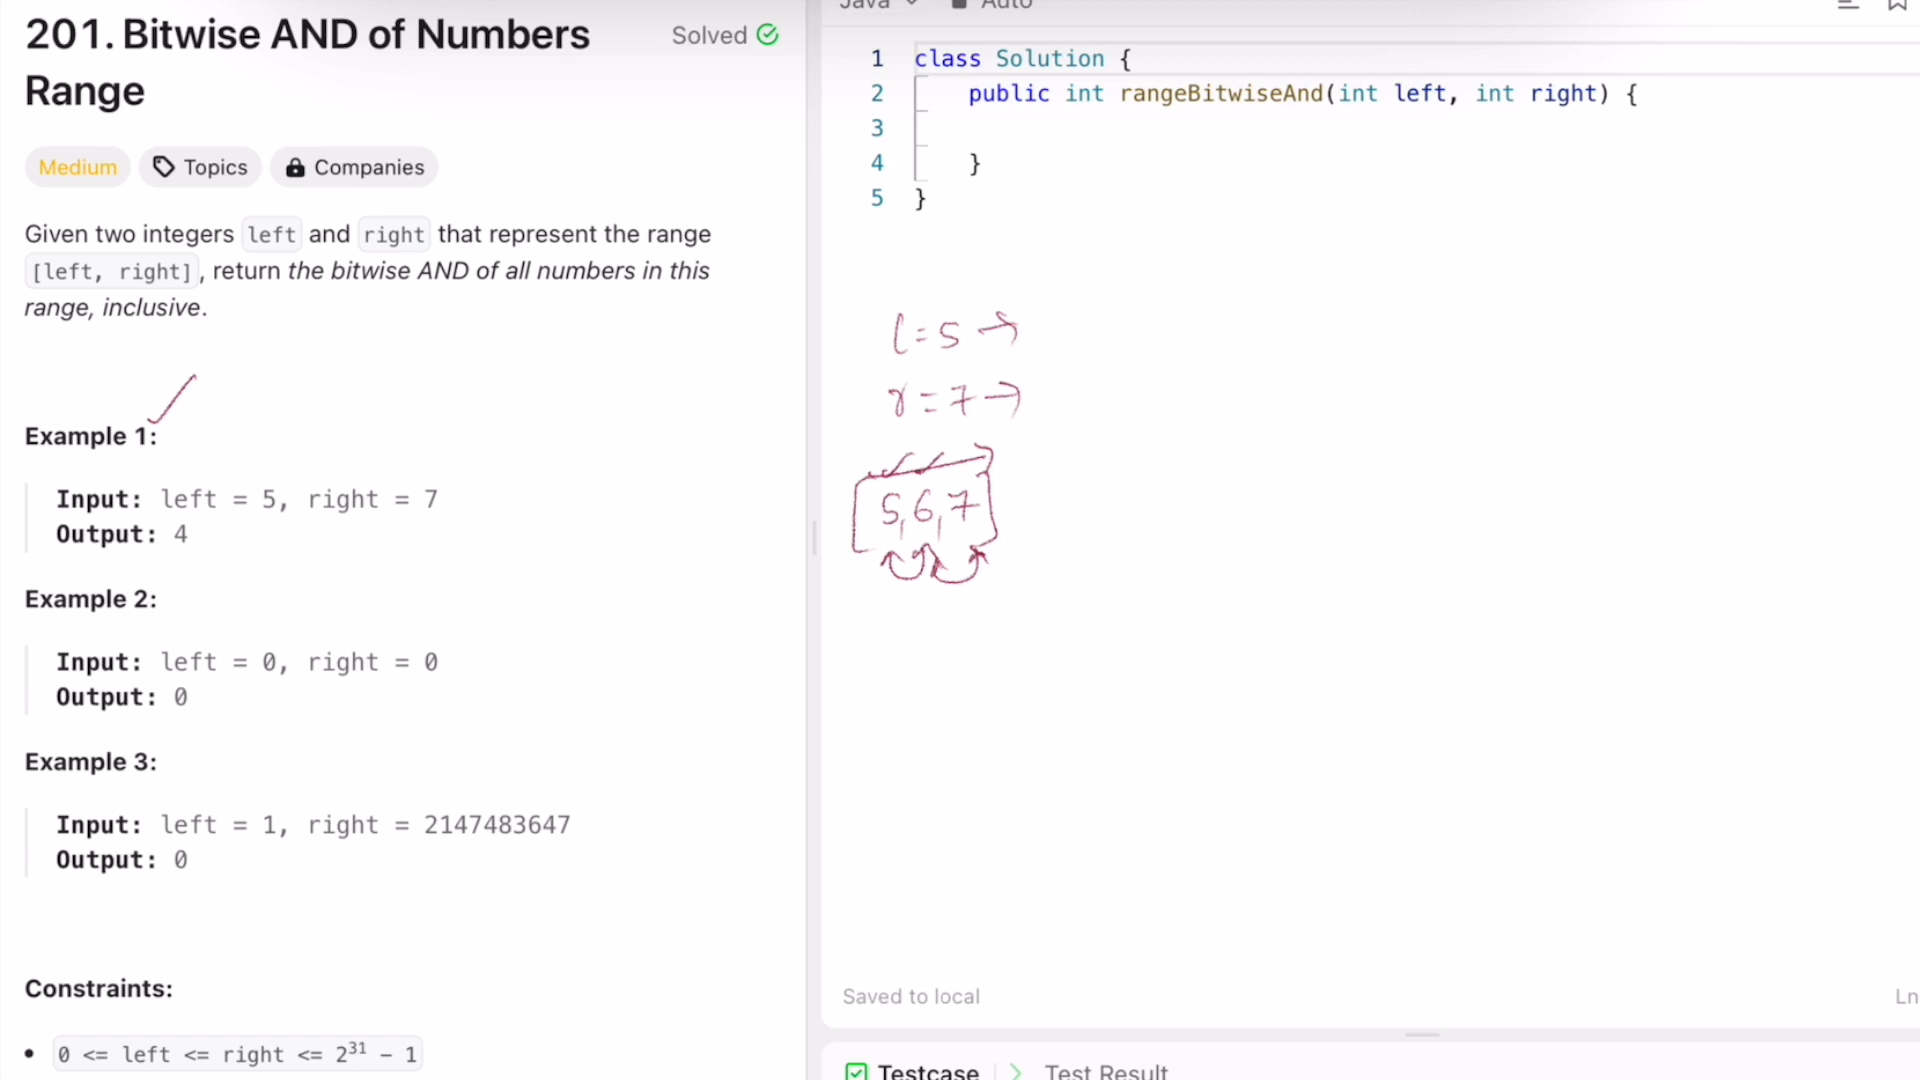 201. Bitwise AND of Numbers
Range
Solved
Medium Topics Companies
Given two integers left and right that represent the range
[left, right], return the bitwise AND of all numbers in this
range, inclusive.
Example 1:
Input: left = 5, right = 7
Output: 4
Example 2:
Input: left = 0, right = 0
Output: 0
Example 3:
Input: left = 1, right = 2147483647
Output: 0
Constraints:
0 <= left <= right <= 2^31 - 1
Java Auto
1 class Solution {
2 public int rangeBitwiseAnd(int left, int right) {
3
4 }
5 }
l = 5 →
r = 7 →
5, 6, 7
Saved to local
Ln
Testcase
Test Result